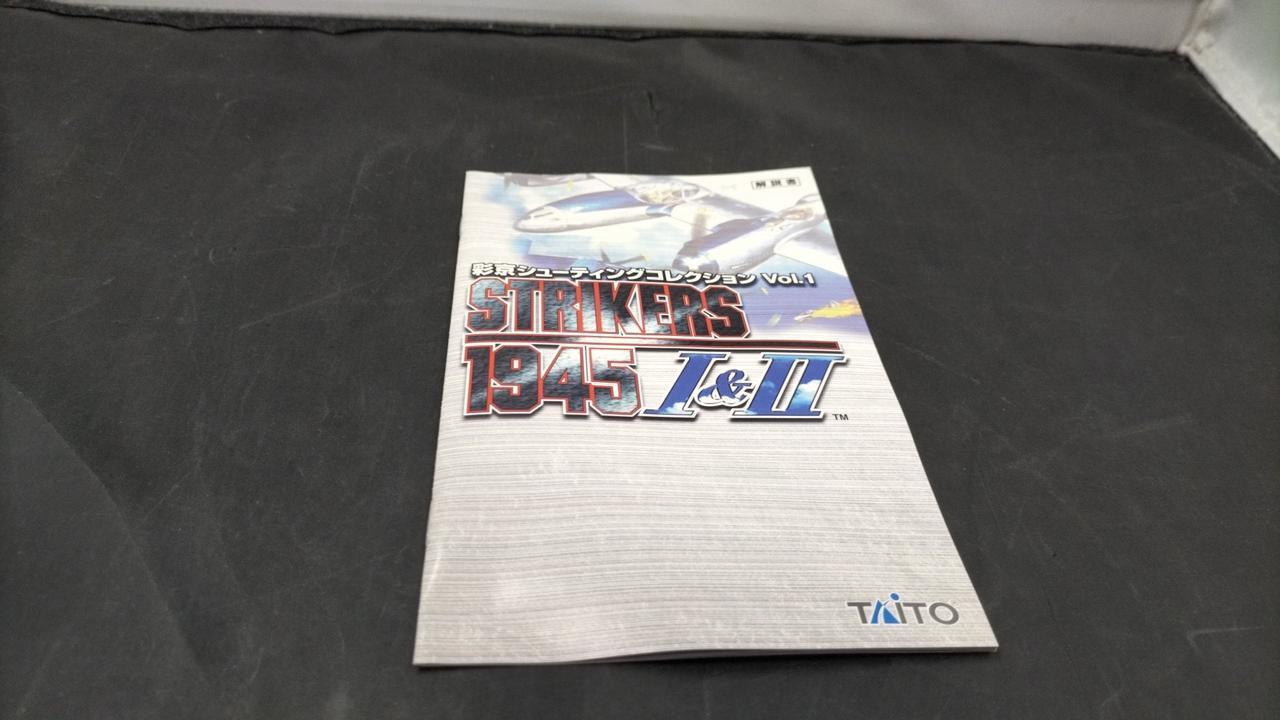 解説書
彩京シューティングコレクション Vol.1
STRIKERS
1945 I&II
TM
TAITO